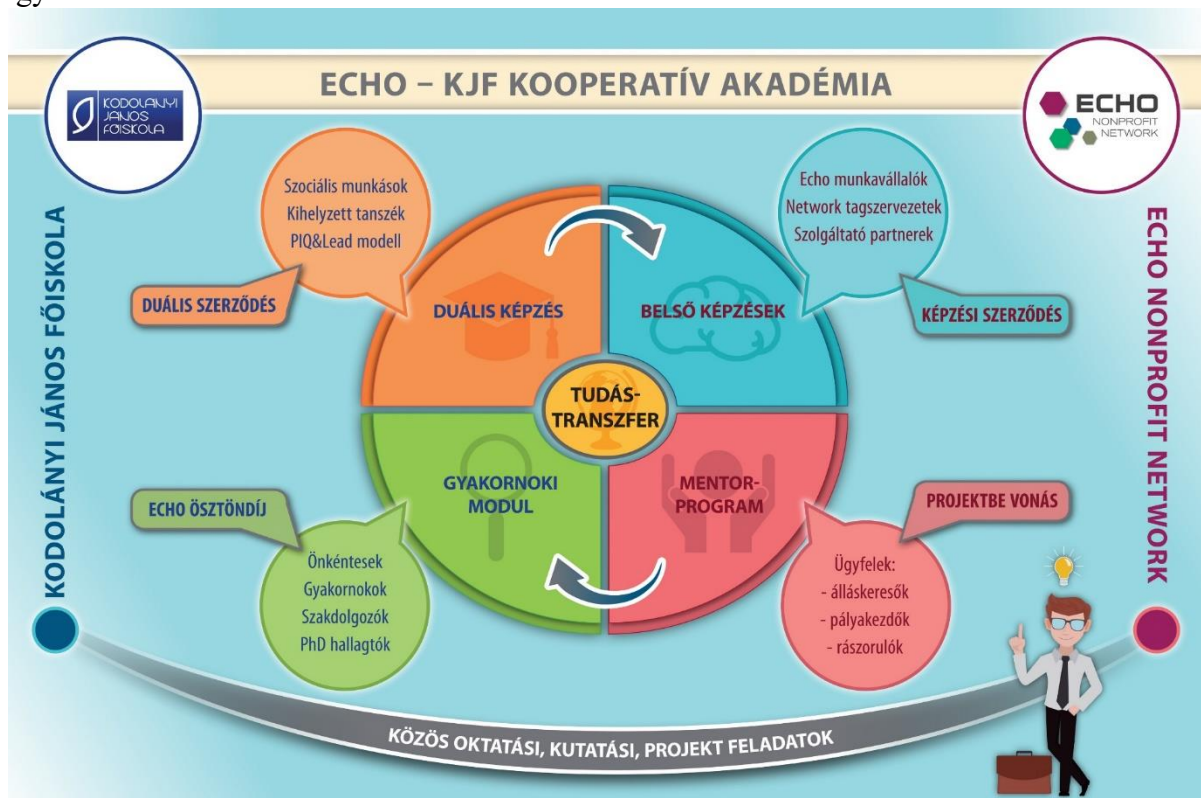 ECHO – KJF KOOPERATÍV AKADÉMIA
KODOLÁNYI
JÁNOS
FŐISKOLA
ECHO
NONPROFIT
NETWORK
KODOLÁNYI JÁNOS FŐISKOLA
ECHO NONPROFIT NETWORK
Szociális munkások
Kihelyzett tanszék
PIQ&Lead modell
DUÁLIS SZERZŐDÉS
DUÁLIS KÉPZÉS
Echo munkavállalók
Network tagszervezetek
Szolgáltató partnerek
KÉPZÉSI SZERZŐDÉS
BELSŐ KÉPZÉSEK
TUDÁS-
TRANSZFER
GYAKORNOKI
MODUL
ECHO ÖSZTÖNDÍJ
Önkéntesek
Gyakornokok
Szakdolgozók
PhD hallagtók
MENTOR-
PROGRAM
PROJEKTBE VONÁS
Ügyfelek:
- álláskeresők
- pályakezdők
- rászorulók
KÖZÖS OKTATÁSI, KUTATÁSI, PROJEKT FELADATOK